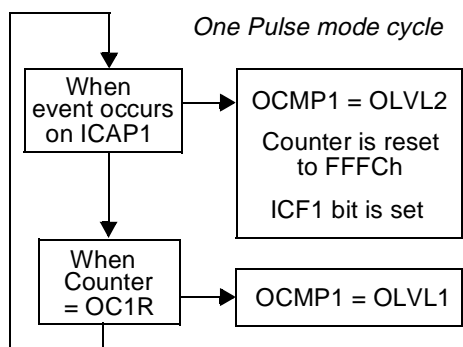 One Pulse mode cycle
When
event occurs
on ICAP1
OCMP1 = OLVL2
Counter is reset
to FFFCh
ICF1 bit is set
When
Counter
= OC1R
OCMP1 = OLVL1